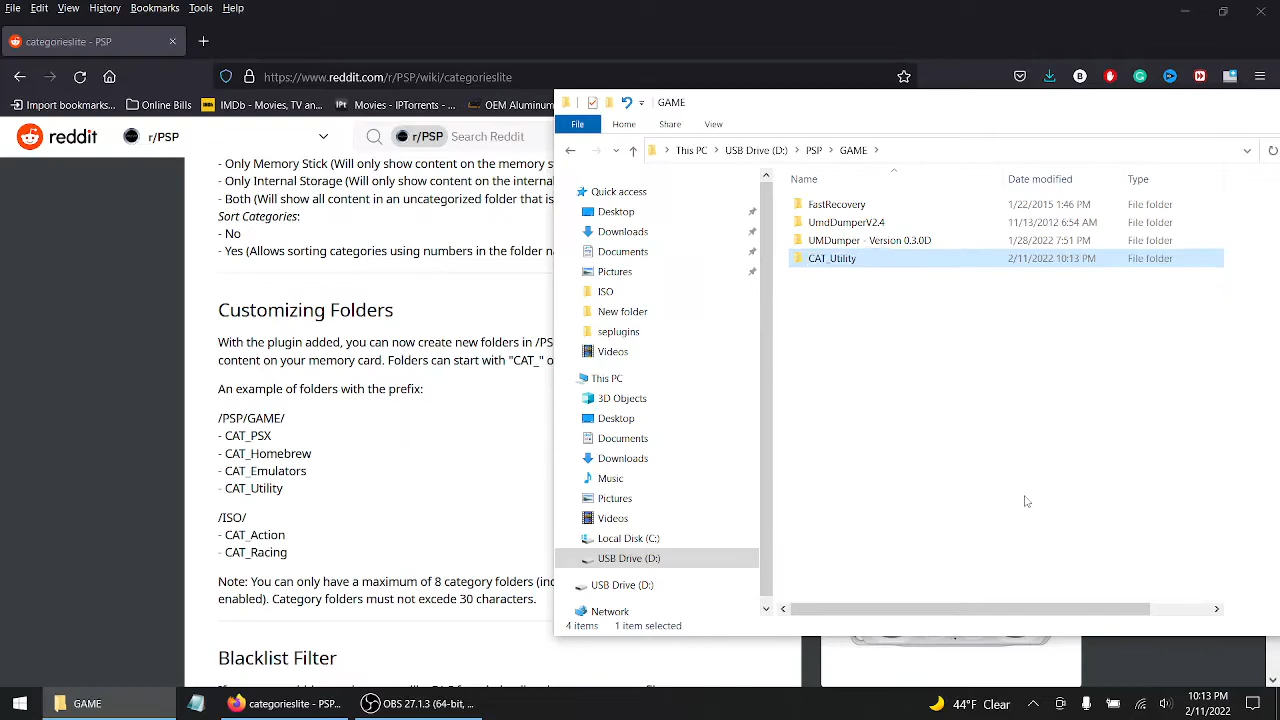 File Edit View History Bookmarks Tools Help
categorieslite - PSP
https://www.reddit.com/r/PSP/wiki/categorieslite
Import bookmarks... Online Bills IMDb - Movies, TV an... Movies - IPTorrents - ... OEM Aluminum
reddit r/PSP r/PSP Search Reddit
- Only Memory Stick (Will only show content on the memory s
- Only Internal Storage (Will only show content on the internal
- Both (Will show all content in an uncategorized folder that is
Sort Categories:
- No
- Yes (Allows sorting categories using numbers in the folder na
Customizing Folders
With the plugin added, you can now create new folders in /PS
content on your memory card. Folders can start with "CAT_" o
An example of folders with the prefix:
/PSP/GAME/
- CAT_PSX
- CAT_Homebrew
- CAT_Emulators
- CAT_Utility
/ISO/
- CAT_Action
- CAT_Racing
Note: You can only have a maximum of 8 category folders (inc
enabled). Category folders must not excede 30 characters.
Blacklist Filter
GAME
File Home Share View
This PC USB Drive (D:) PSP GAME
Quick access
Desktop
Downloads
Documents
Pictures
ISO
New folder
seplugins
Videos
This PC
3D Objects
Desktop
Documents
Downloads
Music
Pictures
Videos
Local Disk (C:)
USB Drive (D:)
USB Drive (D:)
Network
Name Date modified Type
FastRecovery 1/22/2015 1:46 PM File folder
UmdDumperV2.4 11/13/2012 6:54 AM File folder
UMDumper - Version 0.3.0D 1/28/2022 7:51 PM File folder
CAT_Utility 2/11/2022 10:13 PM File folder
4 items 1 item selected
GAME categorieslite - PSP... OBS 27.1.3 (64-bit, ... 44°F Clear 10:13 PM
2/11/2022